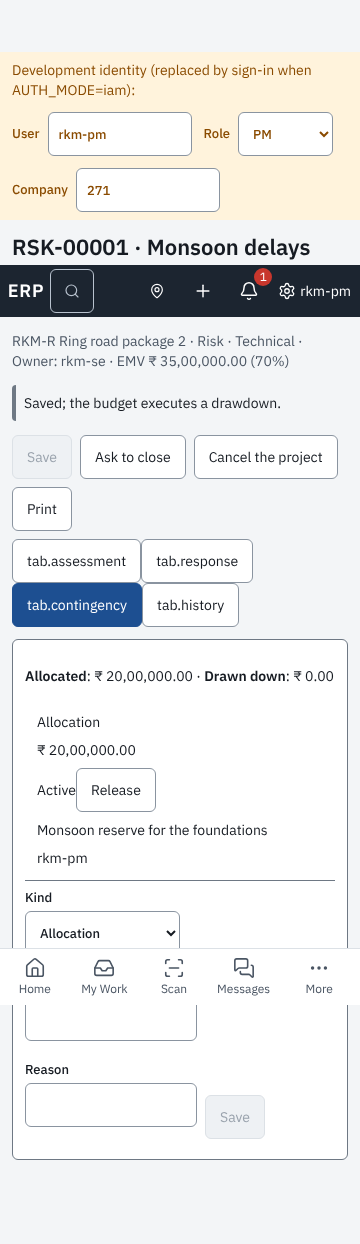 Development identity (replaced by sign-in when
AUTH_MODE=iam):
User rkm-pm Role PM
Company 271
RSK-00001 · Monsoon delays
ERP 1 rkm-pm
RKM-R Ring road package 2 · Risk · Technical ·
Owner: rkm-se · EMV ₹ 35,00,000.00 (70%)
Saved; the budget executes a drawdown.
Save Ask to close Cancel the project
Print
tab.assessment tab.response
tab.contingency tab.history
Allocated: ₹ 20,00,000.00 · Drawn down: ₹ 0.00
Allocation
₹ 20,00,000.00
Active Release
Monsoon reserve for the foundations
rkm-pm
Kind
Allocation
Home My Work Scan Messages More
Reason
Save